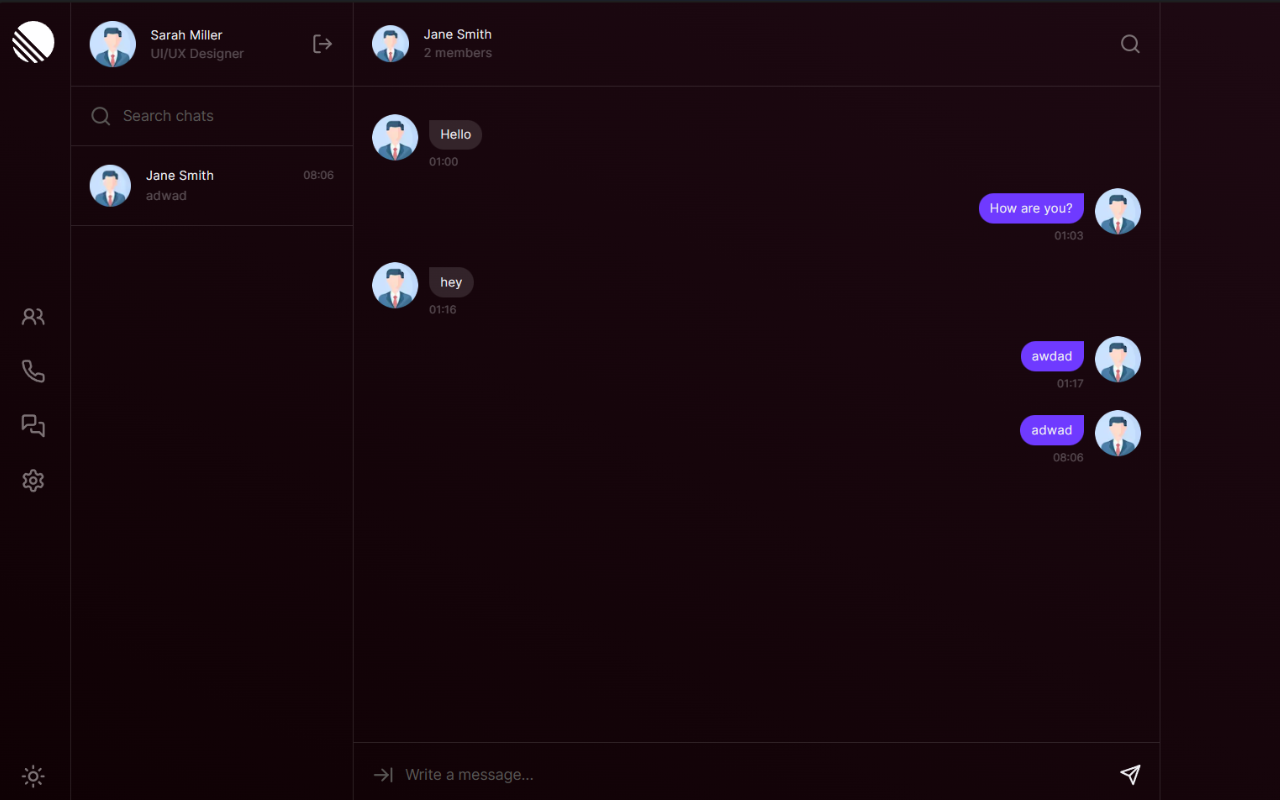 Sarah Miller
UI/UX Designer
Search chats
Jane Smith
08:06
adwad
Jane Smith
2 members
Hello
01:00
How are you?
01:03
hey
01:16
awdad
01:17
adwad
08:06
Write a message...